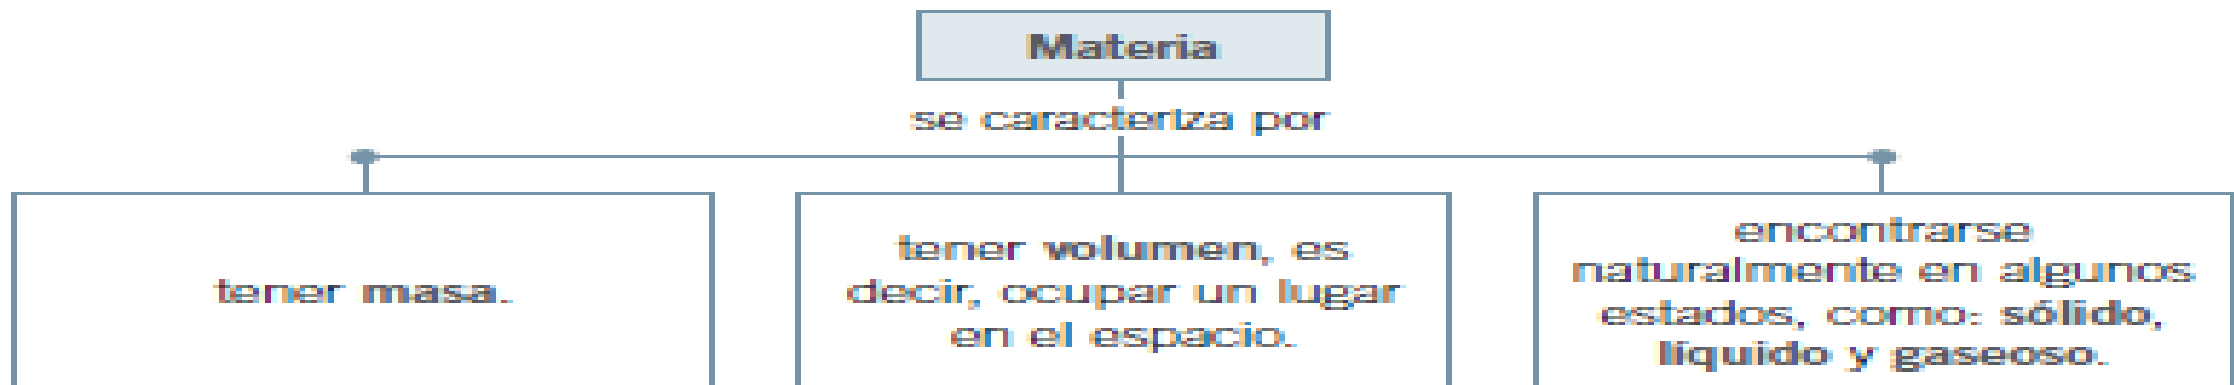 Materia
se caracteriza por
tener masa.
tener volumen, es
decir, ocupar un lugar
en el espacio.
encontrarse
naturalmente en algunos
estados, como: sólido,
líquido y gaseoso.